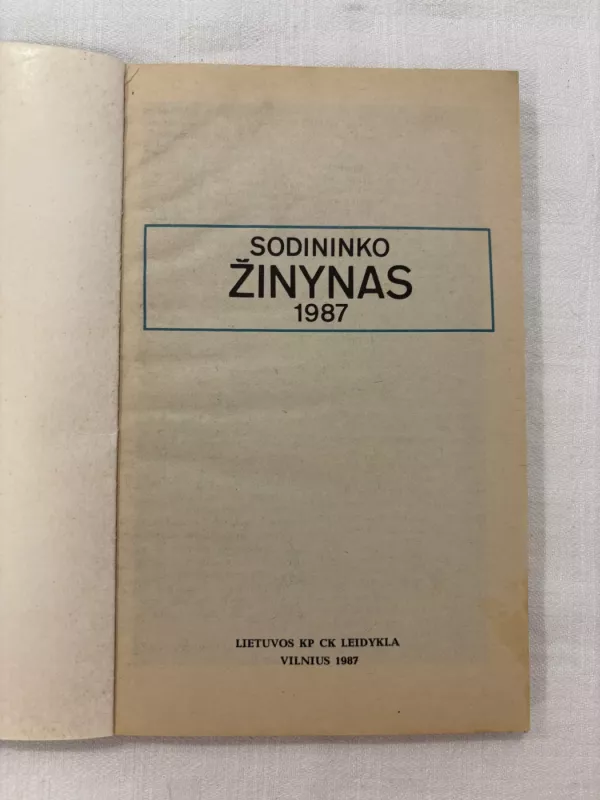 SODININKO
ŽINYNAS
1987
LIETUVOS KP CK LEIDYKLA
VILNIUS 1987